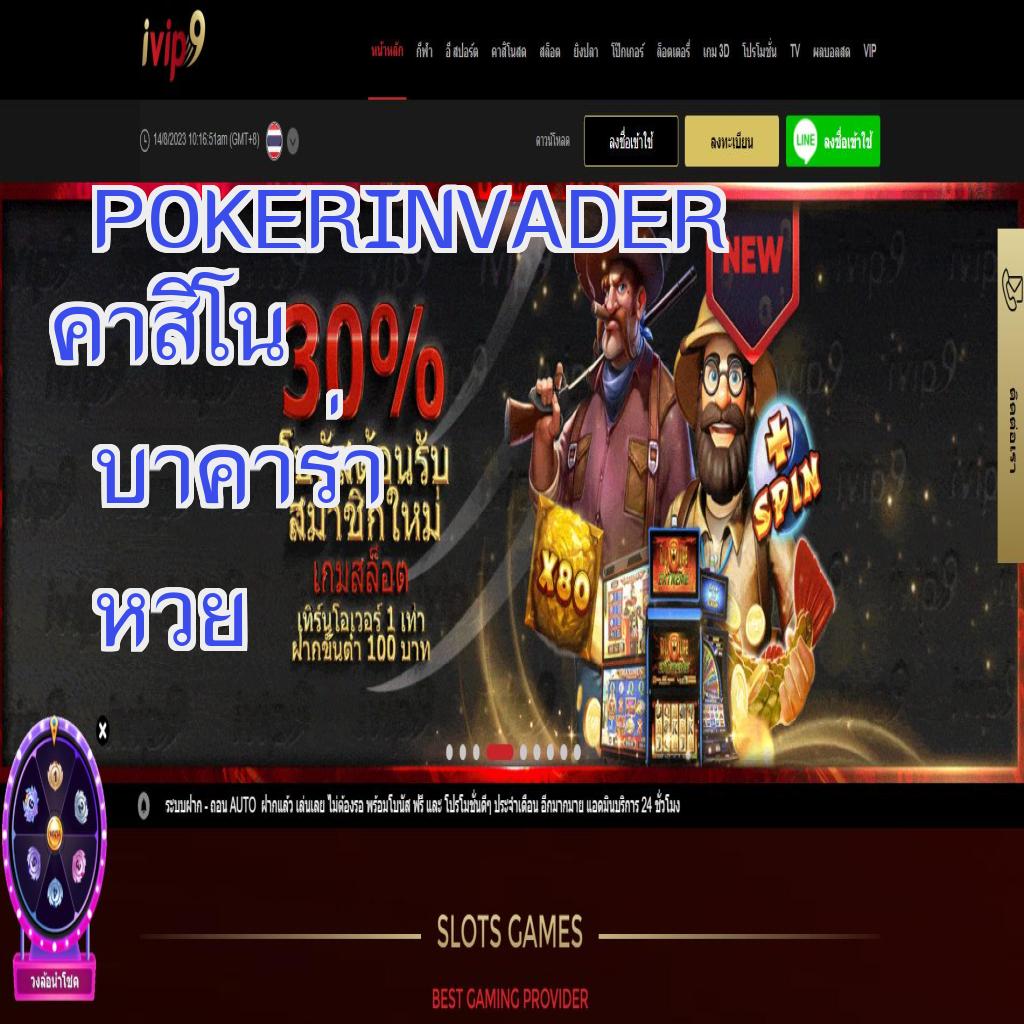 ivip9
หน้าหลัก กีฬา อี สปอร์ต คาสิโนสด สล็อต ยิงปลา โป๊กเกอร์ ล็อตเตอรี่ เกม 3D โปรโมชั่น TV ผลบอลสด VIP
14/8/2023 10:16:51am (GMT+8)
ดาวน์โหลด ลงชื่อเข้าใช้ ลงทะเบียน LINE ลงชื่อเข้าใช้
POKERINVADER
NEW
คาสิโน
30%
ติดต่อเรา
บาคาร่า
สมาชิกใหม่
+ SPIN
เกมสล็อต
X80
EXTREME
หวย
เทิร์นโอเวอร์ 1 เท่า
ฝากขั้นต่ำ 100 บาท
X
ระบบฝาก - ถอน AUTO ฝากแล้ว เล่นเลย ไม่ต้องรอ พร้อมโบนัส ฟรี และ โปรโมชั่นดีๆ ประจำเดือน อีกมากมาย แอดมินบริการ 24 ชั่วโมง
SLOTS GAMES
วงล้อนำโชค
BEST GAMING PROVIDER